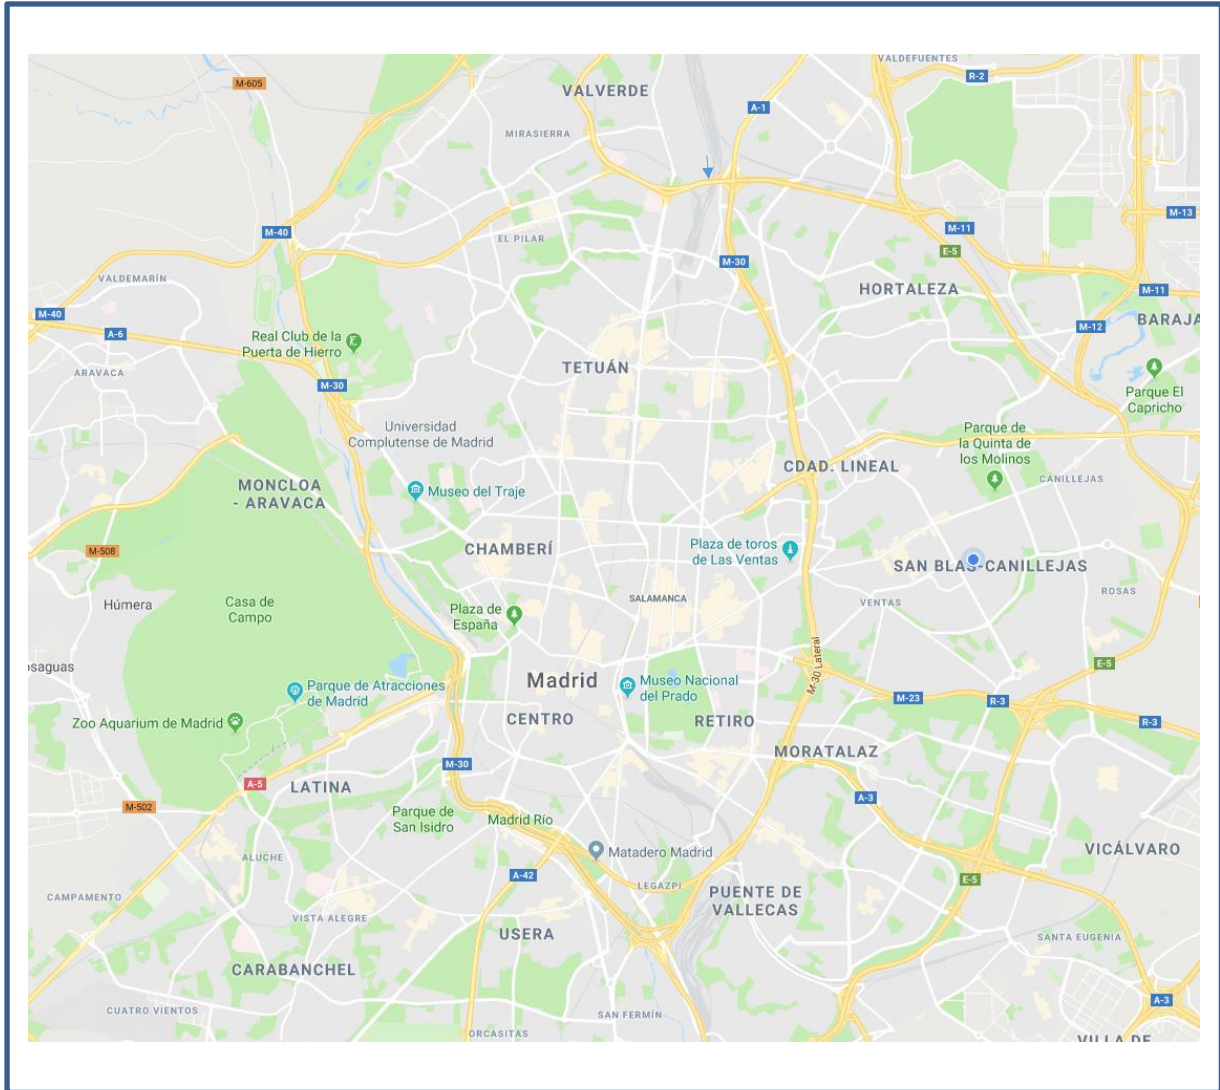 VALDEFUENTES
R-2
M-605
VALVERDE
A-1
MIRASIERRA
M-13
M-11
M-40
EL PILAR
E-5
M-30
VALDEMARÍN
HORTALEZA
M-11
M-40
BARAJA
M-12
A-6
Real Club de la
Puerta de Hierro
TETUÁN
ARAVACA
M-30
Parque El
Capricho
Universidad
Complutense de Madrid
Parque de
la Quinta de
los Molinos
CDAD. LINEAL
CANILLEJAS
MONCLOA
- ARAVACA
Museo del Traje
M-508
CHAMBERÍ
Plaza de toros
de Las Ventas
SAN BLAS-CANILLEJAS
ROSAS
Húmera
Casa de
Campo
SALAMANCA
VENTAS
Plaza de
España
M-30 Lateral
osaguas
E-5
Madrid
Museo Nacional
del Prado
Parque de Atracciones
de Madrid
M-23
R-3
Zoo Aquarium de Madrid
CENTRO
RETIRO
R-3
MORATALAZ
M-30
A-5
LATINA
A-3
M-502
Parque de
San Isidro
Madrid Río
Matadero Madrid
VICÁLVARO
ALUCHE
A-42
LEGAZPI
E-5
CAMPAMENTO
PUENTE DE
VALLECAS
VISTA ALEGRE
USERA
SANTA EUGENIA
CARABANCHEL
A-3
CUATRO VIENTOS
SAN FERMÍN
ORCASITAS
VILLA DE